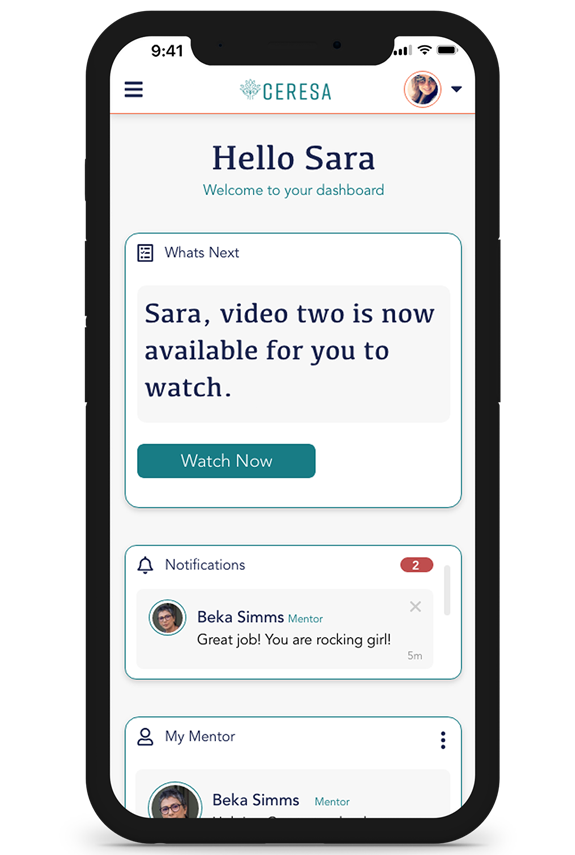 9:41
CERESA
Hello Sara
Welcome to your dashboard
Whats Next
Sara, video two is now
available for you to
watch.
Watch Now
Notifications
2
Beka Simms Mentor
Great job! You are rocking girl!
5m
My Mentor
Beka Simms Mentor